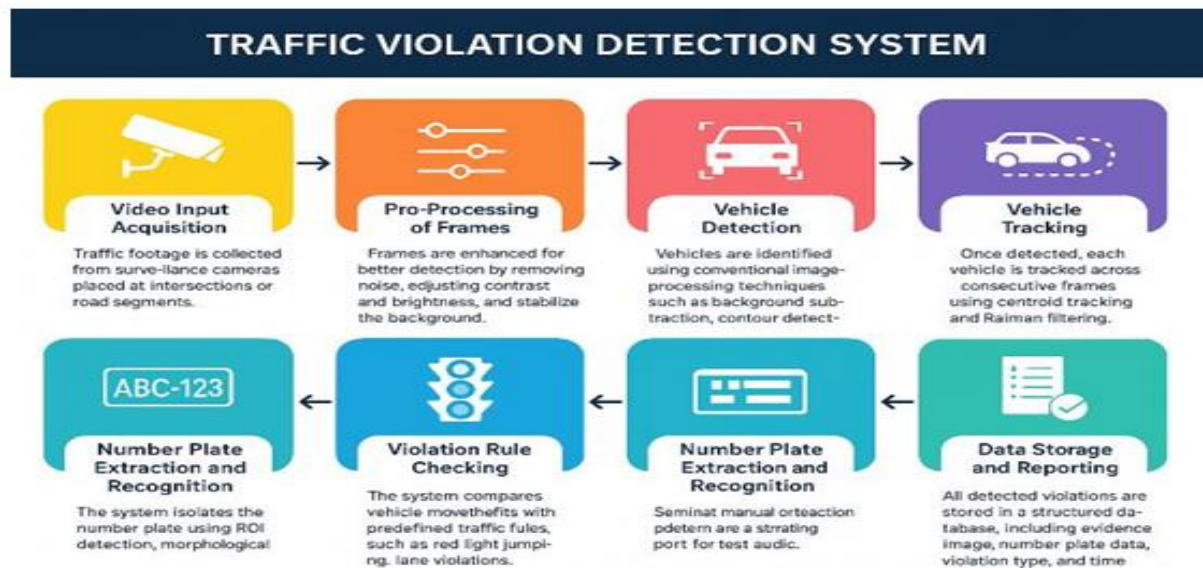 TRAFFIC VIOLATION DETECTION SYSTEM
Video Input
Acquisition
Traffic footage is collected
from surve-llance cameras
placed at intersections or
road segments.
Pro-Processing
of Frames
Frames are enhanced for
better detection by removing
noise, edjusting contrast
and brightness, and stabilize
the background.
Vehicle
Detection
Vehicles are identified
using conventional image-
processing techniques
such as background sub-
traction, contour detect-
Vehicle
Tracking
Once detected, each
vehicle is tracked across
consecutive frames
using centroid tracking
and Raiman filtering.
ABC-123
Number Plate
Extraction and
Recognition
The system isolates the
number plate using ROI
detection, morphological
Violation Rule
Checking
The system compares
vehicle movethefits with
predefined traffic fules,
such as red light jumpi-
ng. lane violations.
Number Plate
Extraction and
Recognition
Seminat manual orteaction
pdetern are a strrating
port for test audic.
Data Storage
and Reporting
All detected violations are
stored in a structured da-
tabase, including evidence
image, number plate data,
violation type, and time